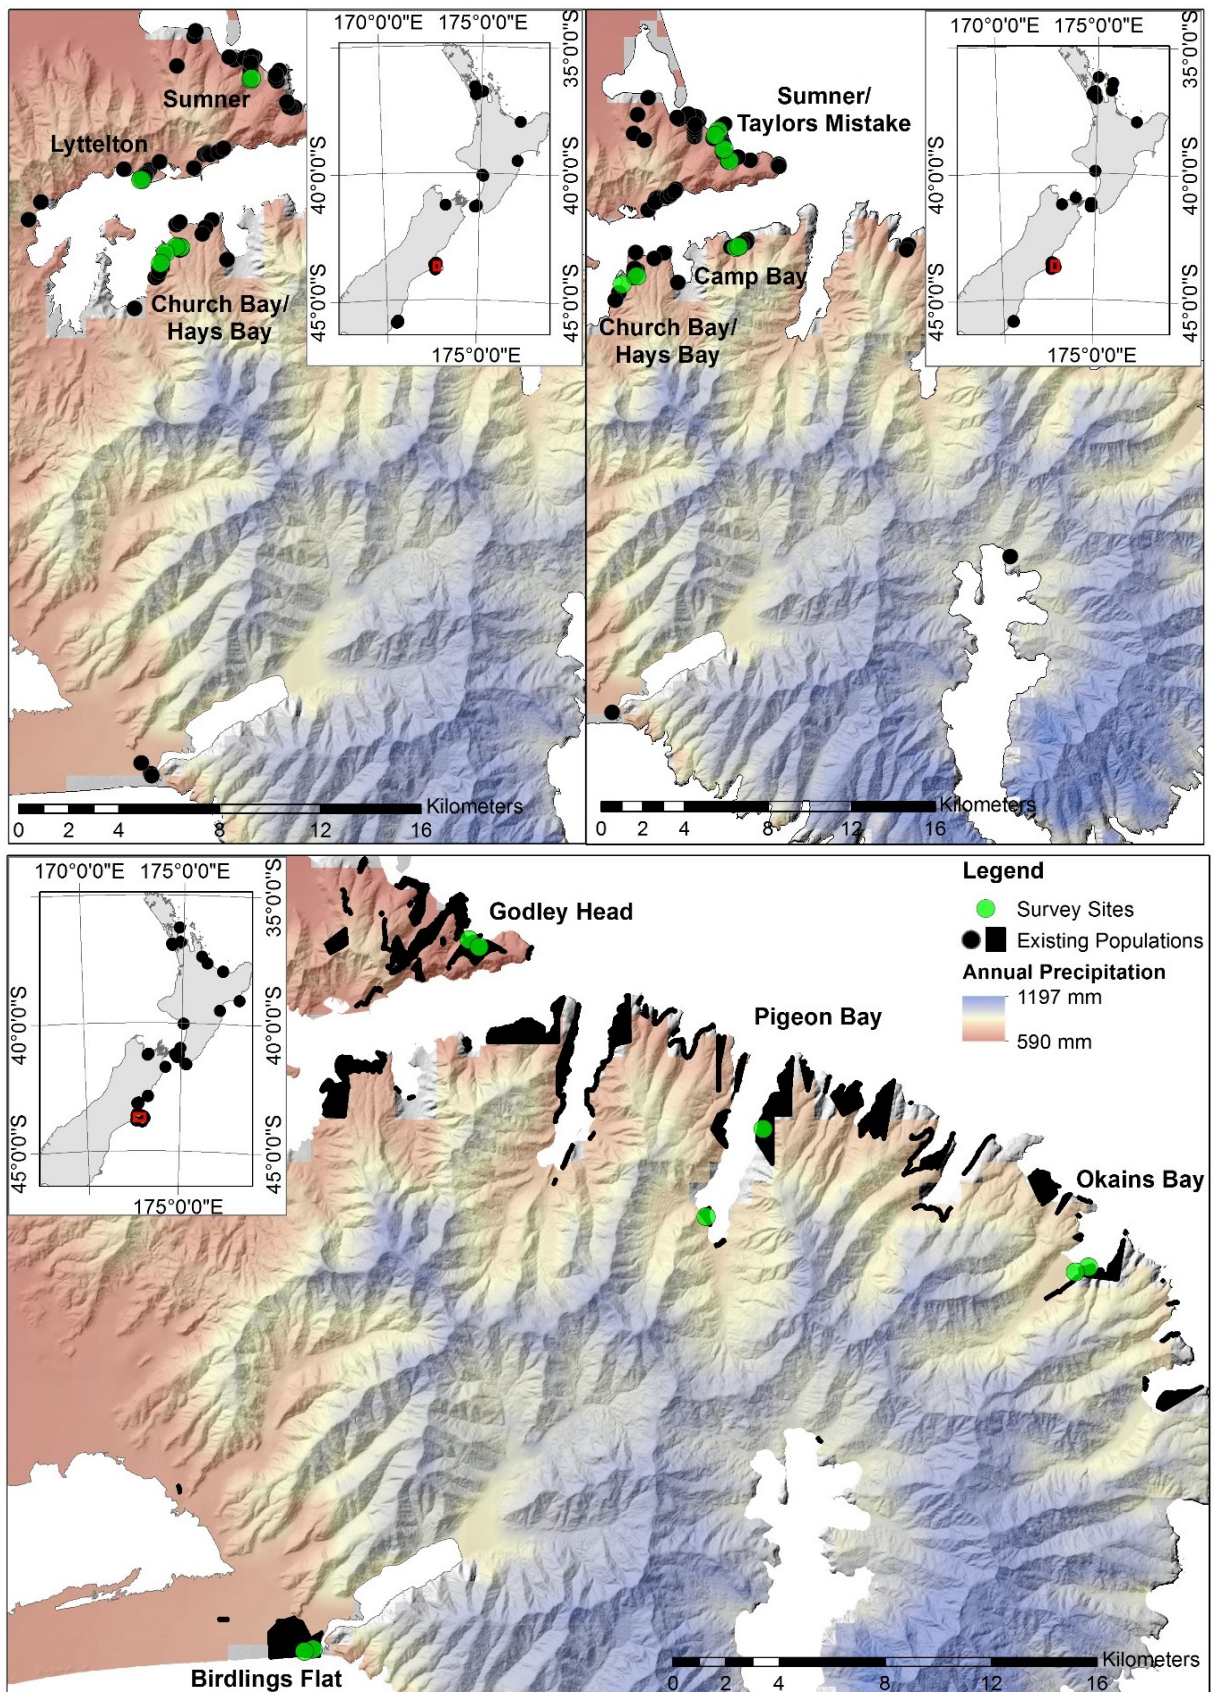 170°0'0"E
175°0'0"E
35°0'0"S
40°0'0"S
45°0'0"S
175°0'0"E
Sumner
Lyttelton
Church Bay/
Hays Bay
Kilometers
0 2 4 8 12 16
170°0'0"E
175°0'0"E
35°0'0"S
40°0'0"S
45°0'0"S
175°0'0"E
Sumner/
Taylors Mistake
Camp Bay
Church Bay/
Hays Bay
Kilometers
0 2 4 8 12 16
170°0'0"E
175°0'0"E
35°0'0"S
40°0'0"S
45°0'0"S
175°0'0"E
Godley Head
Pigeon Bay
Okains Bay
Birdlings Flat
Legend
Survey Sites
Existing Populations
Annual Precipitation
1197 mm
590 mm
Kilometers
0 2 4 8 12 16